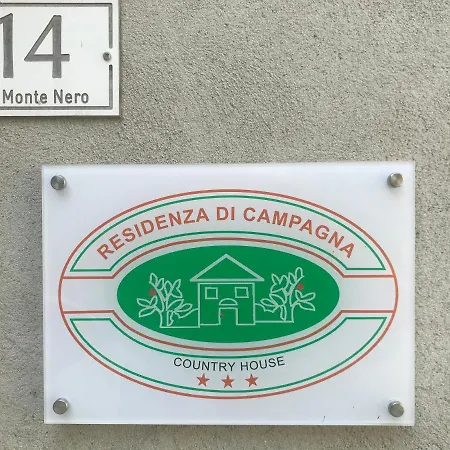 14
Monte Nero
RESIDENZA DI CAMPAGNA
COUNTRY HOUSE